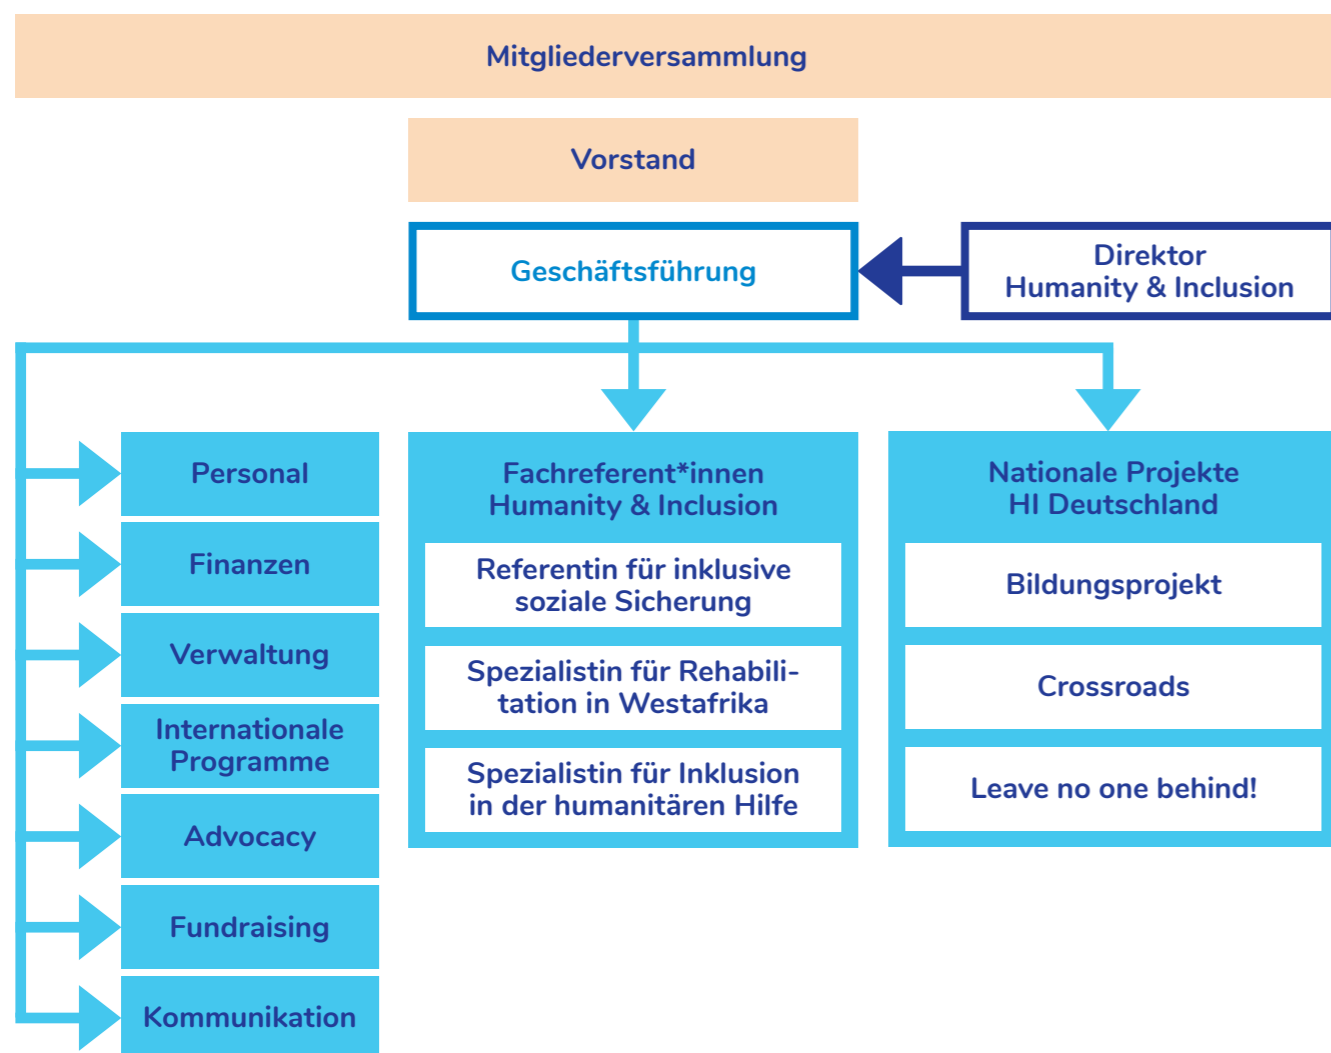 Mitgliederversammlung
Vorstand
Geschäftsführung
Direktor
Humanity & Inclusion
Personal
Finanzen
Verwaltung
Internationale
Programme
Advocacy
Fundraising
Kommunikation
Fachreferent*innen
Humanity & Inclusion
Referentin für inklusive
soziale Sicherung
Spezialistin für Rehabili-
tation in Westafrika
Spezialistin für Inklusion
in der humanitären Hilfe
Nationale Projekte
HI Deutschland
Bildungsprojekt
Crossroads
Leave no one behind!